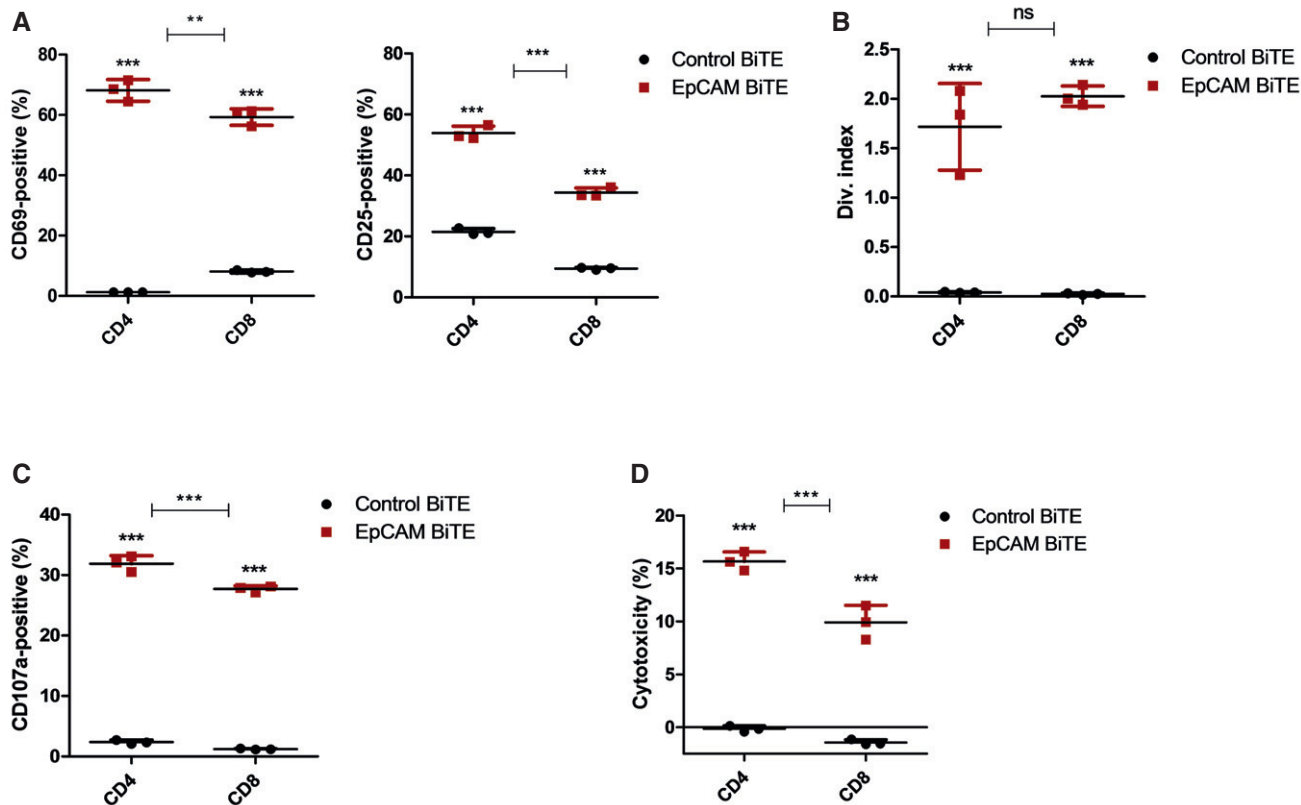 A
**
80
60
40
20
0
CD69-positive (%)
***
***
CD4
CD8
***
80
60
40
20
0
CD25-positive (%)
***
***
CD4
CD8
Control BiTE
EpCAM BiTE
B
ns
2.5
2.0
1.5
1.0
0.5
0.0
Div. index
***
***
CD4
CD8
Control BiTE
EpCAM BiTE
C
***
40
30
20
10
0
CD107a-positive (%)
***
***
CD4
CD8
Control BiTE
EpCAM BiTE
D
***
20
15
10
5
0
Cytotoxicity (%)
***
***
CD4
CD8
Control BiTE
EpCAM BiTE